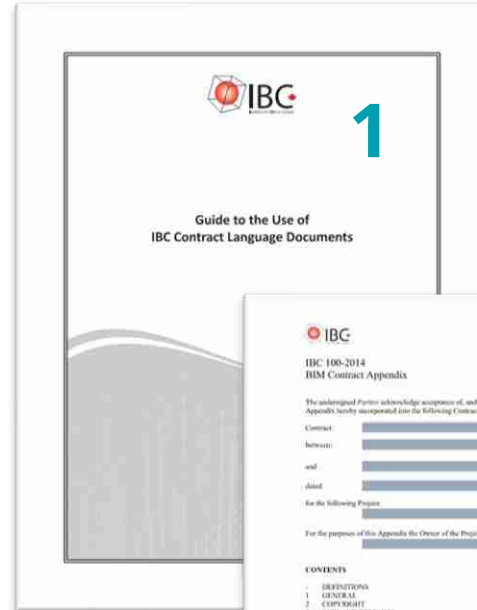 IBC
1
Guide to the Use of
IBC Contract Language Documents
IBC
IBC 100-2014
BIM Contract Appendix
The undersigned Parties acknowledge acceptance of, and
Appendix hereby incorporated into the following Contract
Contract:
between:
and
dated
for the following Project:
For the purposes of this Appendix the Owner of the Project
CONTENTS
- DEFINITIONS
1 GENERAL
2 COPYRIGHT